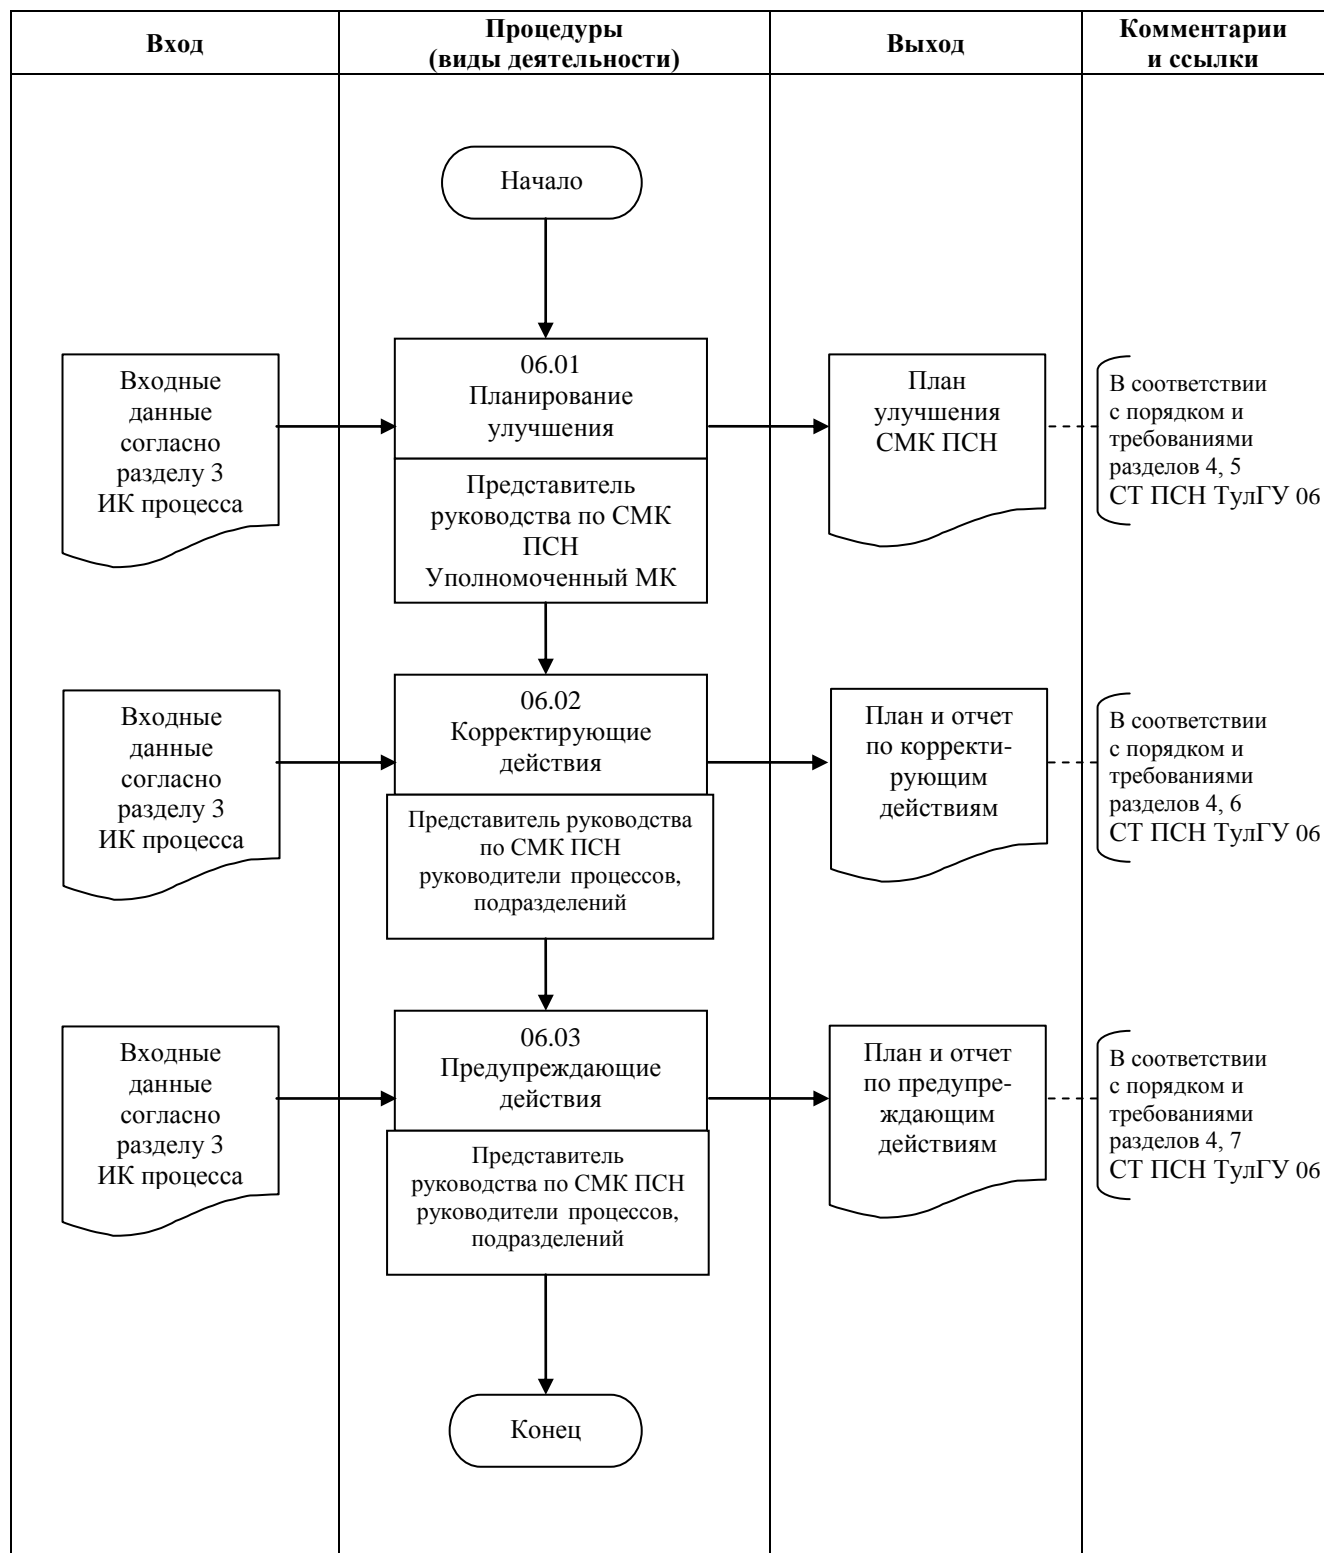 Вход
Процедуры
(виды деятельности)
Выход
Комментарии
и ссылки
Начало
Входные
данные
согласно
разделу 3
ИК процесса
06.01
Планирование
улучшения
Представитель
руководства по СМК
ПСН
Уполномоченный МК
План
улучшения
СМК ПСН
В соответствии
с порядком и
требованиями
разделов 4, 5
СТ ПСН ТулГУ 06
Входные
данные
согласно
разделу 3
ИК процесса
06.02
Корректирующие
действия
Представитель руководства
по СМК ПСН
руководители процессов,
подразделений
План и отчет
по корректи-
рующим
действиям
В соответствии
с порядком и
требованиями
разделов 4, 6
СТ ПСН ТулГУ 06
Входные
данные
согласно
разделу 3
ИК процесса
06.03
Предупреждающие
действия
Представитель
руководства по СМК ПСН
руководители процессов,
подразделений
План и отчет
по предупре-
ждающим
действиям
В соответствии
с порядком и
требованиями
разделов 4, 7
СТ ПСН ТулГУ 06
Конец